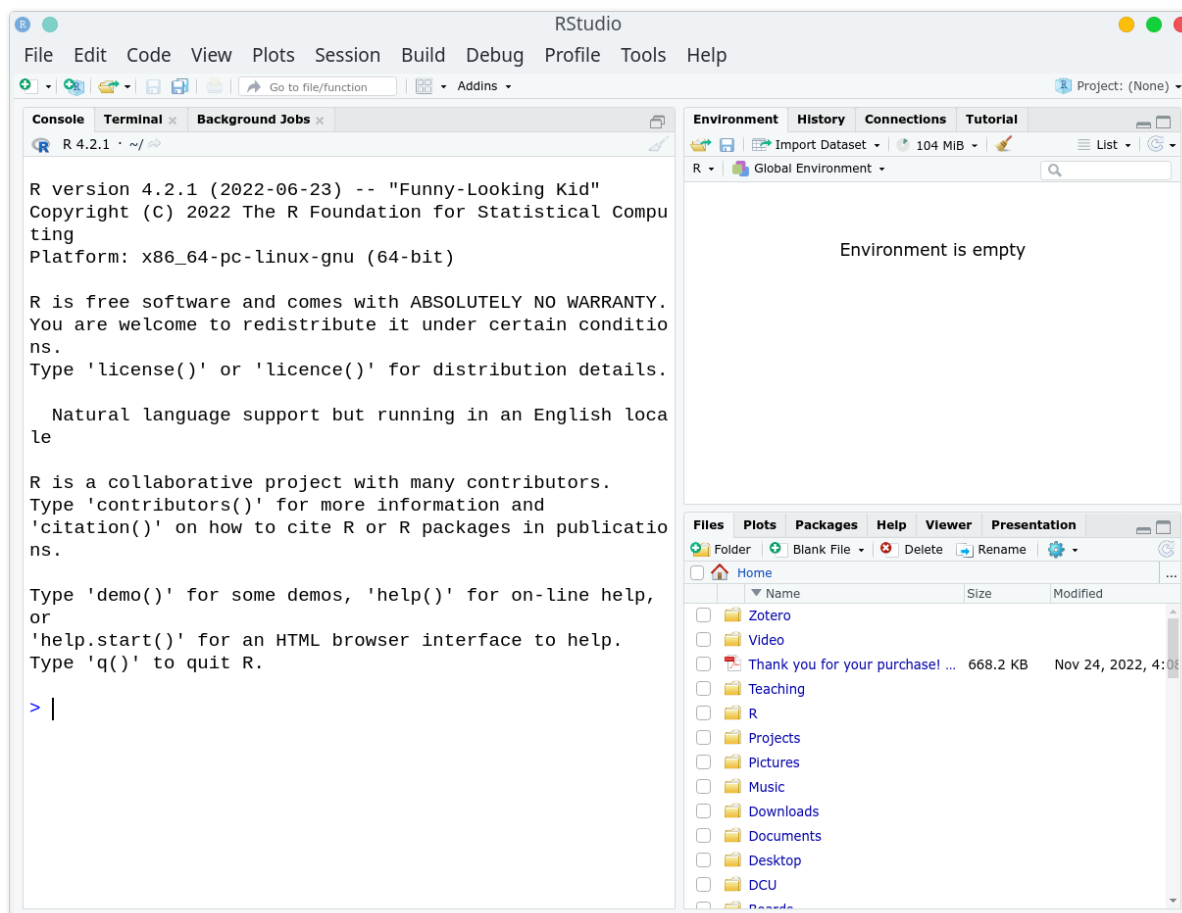 RStudio
File Edit Code View Plots Session Build Debug Profile Tools Help
Go to file/function Addins Project: (None)
Console Terminal Background Jobs
R 4.2.1 · ~/
R version 4.2.1 (2022-06-23) -- "Funny-Looking Kid"
Copyright (C) 2022 The R Foundation for Statistical Compu
ting
Platform: x86_64-pc-linux-gnu (64-bit)
R is free software and comes with ABSOLUTELY NO WARRANTY.
You are welcome to redistribute it under certain conditio
ns.
Type 'license()' or 'licence()' for distribution details.
Natural language support but running in an English loca
le
R is a collaborative project with many contributors.
Type 'contributors()' for more information and
'citation()' on how to cite R or R packages in publicatio
ns.
Type 'demo()' for some demos, 'help()' for on-line help,
or
'help.start()' for an HTML browser interface to help.
Type 'q()' to quit R.
>
Environment History Connections Tutorial
Import Dataset 104 MiB List
R Global Environment
Environment is empty
Files Plots Packages Help Viewer Presentation
Folder Blank File Delete Rename
Home ...
Name Size Modified
Zotero
Video
Thank you for your purchase! ... 668.2 KB Nov 24, 2022, 4:08
Teaching
R
Projects
Pictures
Music
Downloads
Documents
Desktop
DCU